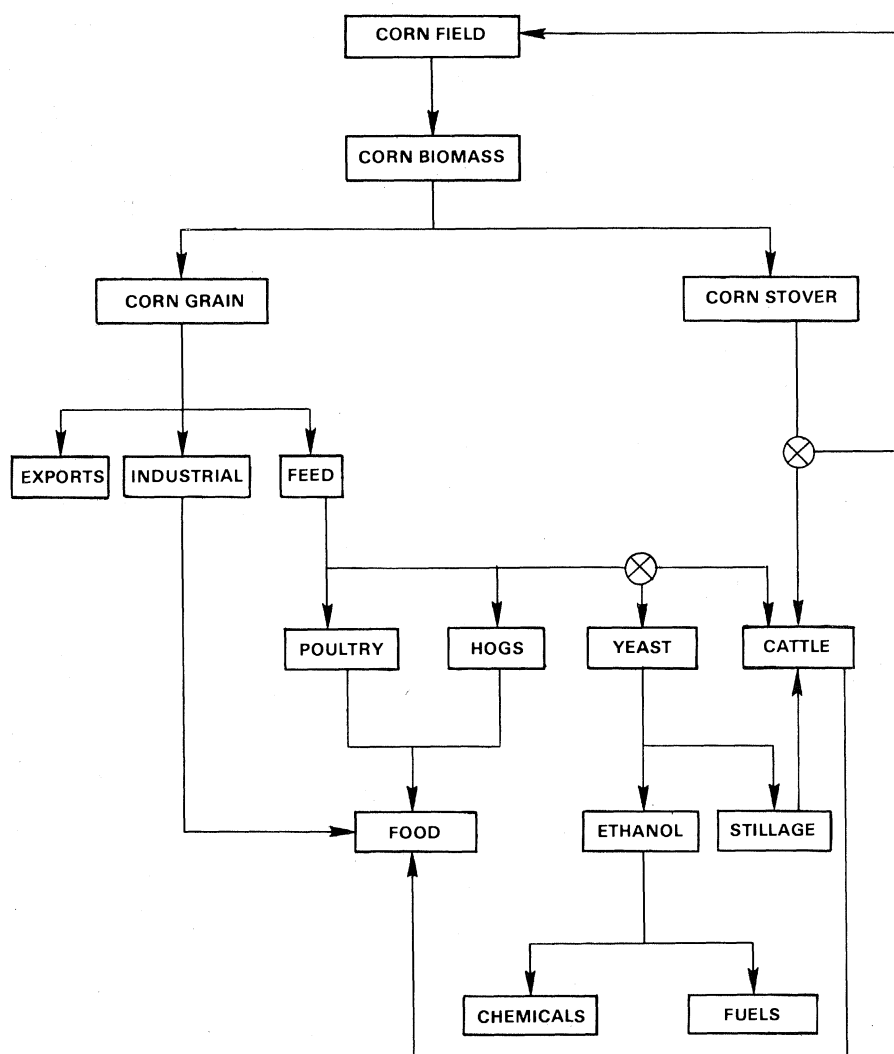 CORN FIELD
CORN BIOMASS
CORN GRAIN
CORN STOVER
EXPORTS
INDUSTRIAL
FEED
POULTRY
HOGS
YEAST
CATTLE
FOOD
ETHANOL
STILLAGE
CHEMICALS
FUELS